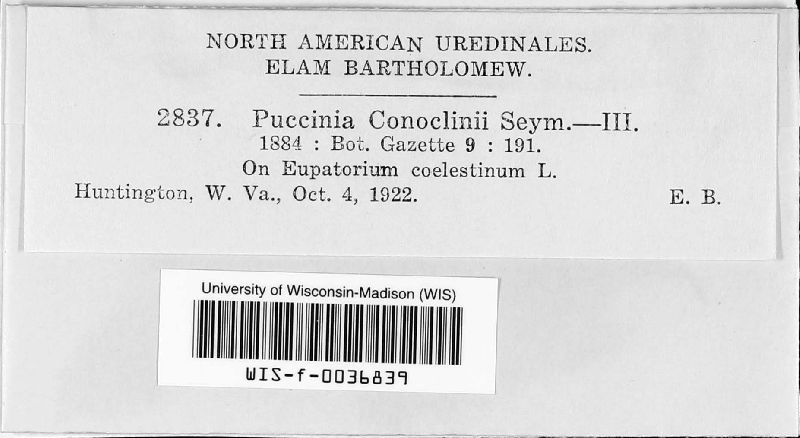 NORTH AMERICAN UREDINALES.
ELAM BARTHOLOMEW.
2837. Puccinia Conoclinii Seym.—III.
1884 : Bot. Gazette 9 : 191.
On Eupatorium coelestinum L.
Huntington, W. Va., Oct. 4, 1922. E. B.
University of Wisconsin-Madison (WIS)
WIS-f-0036839